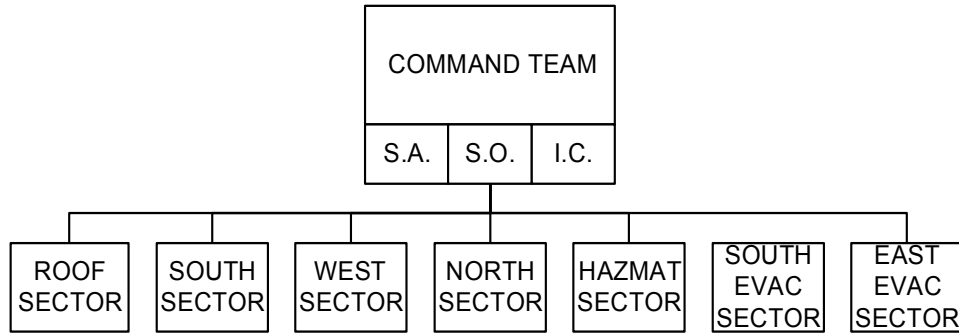 COMMAND TEAM
S.A. S.O. I.C.
ROOF
SECTOR
SOUTH
SECTOR
WEST
SECTOR
NORTH
SECTOR
HAZMAT
SECTOR
SOUTH
EVAC
SECTOR
EAST
EVAC
SECTOR